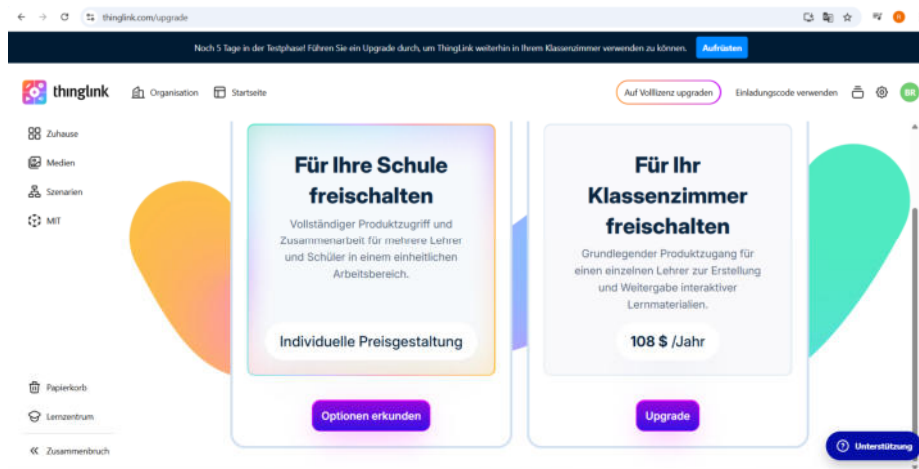 thinglink.com/upgrade
Noch 5 Tage in der Testphase! Führen Sie ein Upgrade durch, um ThingLink weiterhin in Ihrem Klassenzimmer verwenden zu können. Aufrüsten
thinglink Organisation Startseite Auf Volllizenz upgraden Einladungscode verwenden BR
Zuhause
Medien
Szenarien
MIT
Papierkorb
Lernzentrum
Zusammenbruch
Für Ihre Schule
freischalten
Vollständiger Produktzugriff und
Zusammenarbeit für mehrere Lehrer
und Schüler in einem einheitlichen
Arbeitsbereich.
Individuelle Preisgestaltung
Optionen erkunden
Für Ihr
Klassenzimmer
freischalten
Grundlegender Produktzugang für
einen einzelnen Lehrer zur Erstellung
und Weitergabe interaktiver
Lernmaterialien.
108 $ /Jahr
Upgrade
Unterstützung